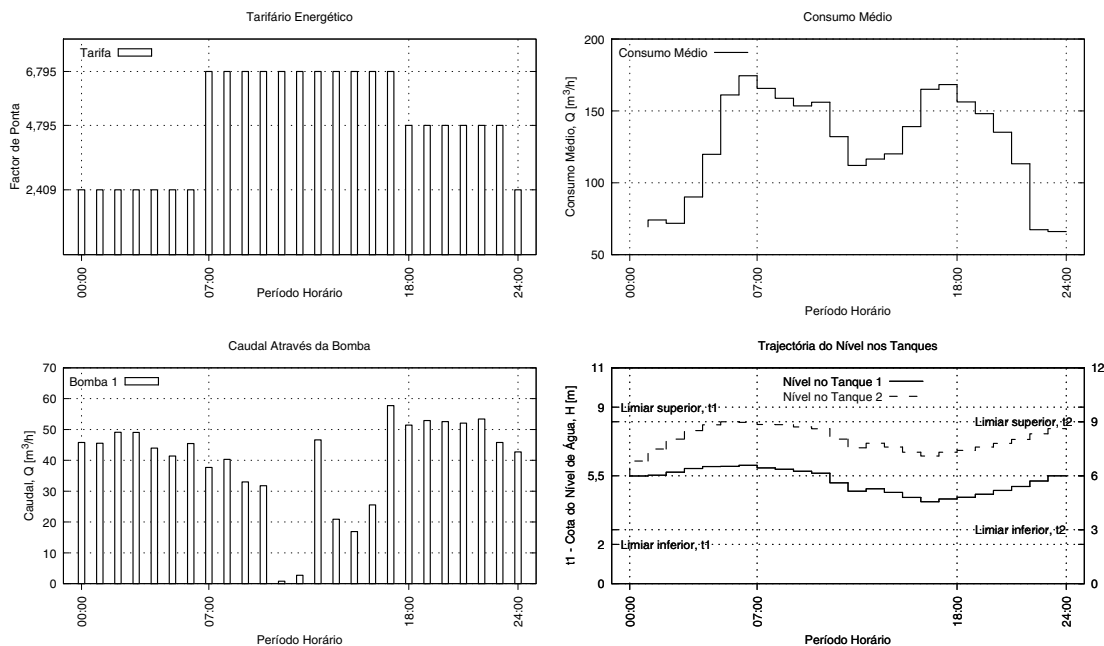 Tarifário Energético
Tarifa
6,795
4,795
2,409
Factor de Ponta
00:00
07:00
18:00
24:00
Período Horário
Consumo Médio
Consumo Médio
200
150
100
50
Consumo Médio, Q [m³/h]
00:00
07:00
18:00
24:00
Período Horário
Caudal Através da Bomba
Bomba 1
70
60
50
40
30
20
10
0
Caudal, Q [m³/h]
00:00
07:00
18:00
24:00
Período Horário
Trajectória do Nível nos Tanques
Nível no Tanque 1
Nível no Tanque 2
11
9
5,5
2
0
t1 - Cota do Nível de Água, H [m]
Limiar superior, t1
Limiar superior, t2
Limiar inferior, t2
Limiar inferior, t1
12
9
6
3
0
00:00
07:00
18:00
24:00
Período Horário